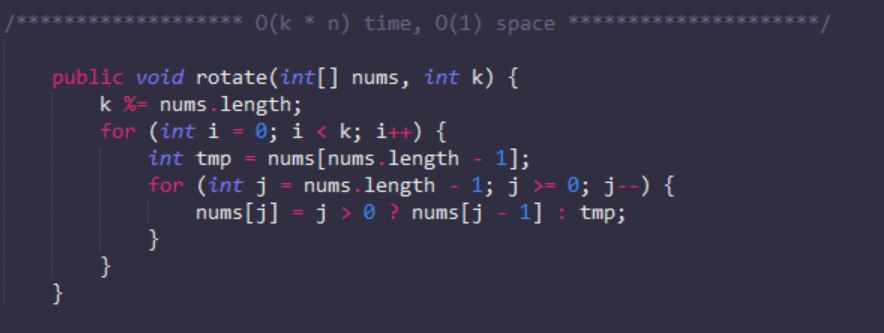 /******************* O(k * n) time, O(1) space *********************/
public void rotate(int[] nums, int k) {
k %= nums.length;
for (int i = 0; i < k; i++) {
int tmp = nums[nums.length - 1];
for (int j = nums.length - 1; j >= 0; j--) {
nums[j] = j > 0 ? nums[j - 1] : tmp;
}
}
}